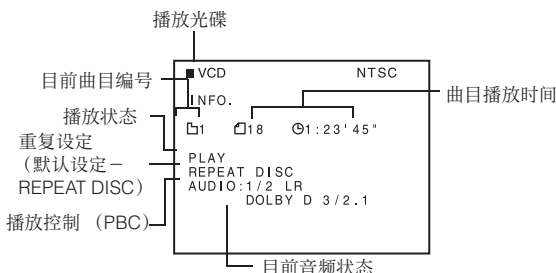 播放光碟
VCD NTSC
目前曲目编号
INFO.
曲目播放时间
1 18 1:23'45"
播放状态
重复设定
(默认设定－
REPEAT DISC)
PLAY
REPEAT DISC
AUDIO:1/2 LR
DOLBY D 3/2.1
播放控制 (PBC)
目前音频状态